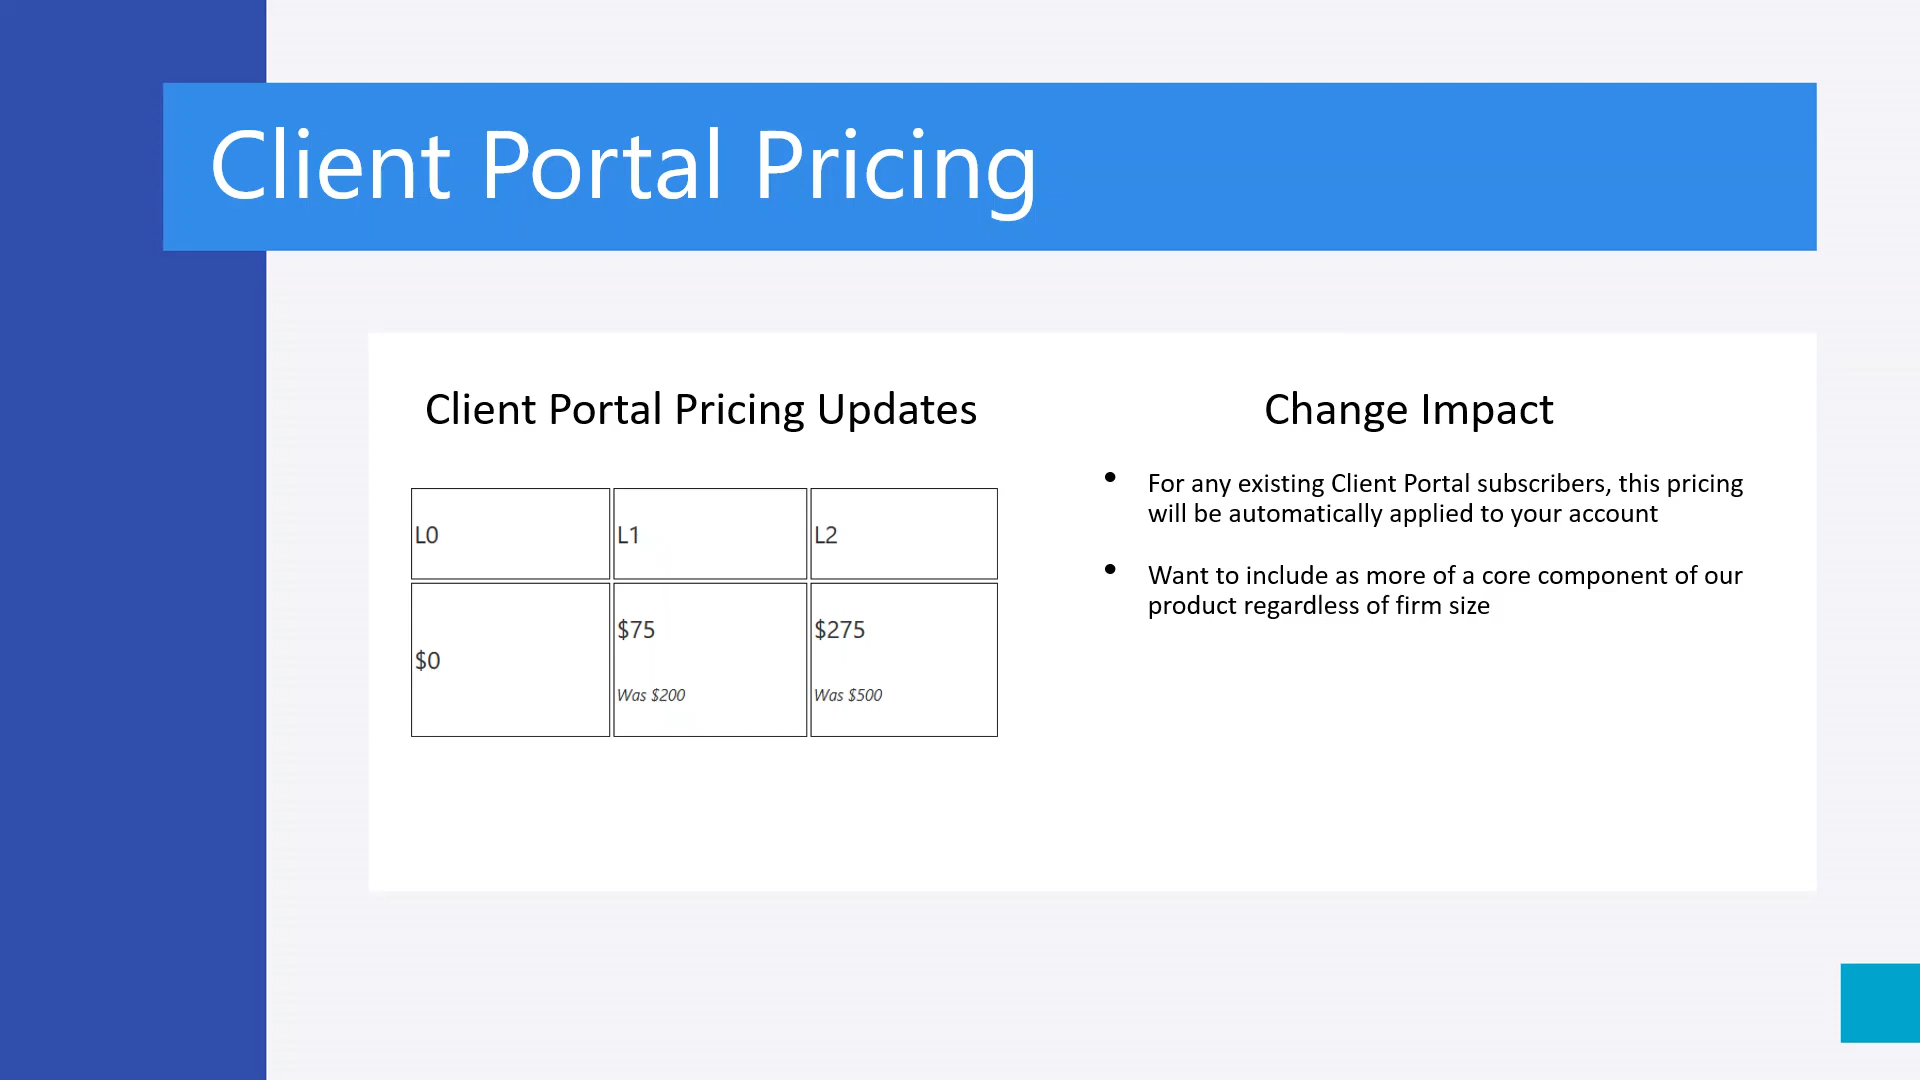 Client Portal Pricing
Client Portal Pricing Updates
L0 L1 L2
$0 $75 $275
Was $200 Was $500
Change Impact
• For any existing Client Portal subscribers, this pricing
will be automatically applied to your account
• Want to include as more of a core component of our
product regardless of firm size